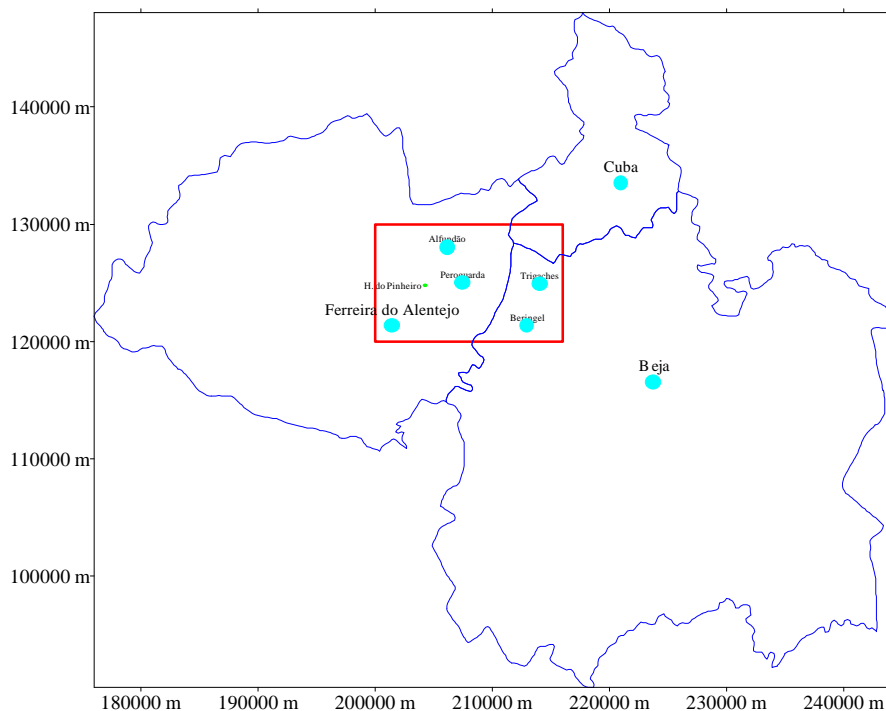 140000 m
Cuba
130000 m
Alfundão
Peroguarda
Trigaches
H. do Pinheiro
Ferreira do Alentejo
Beringel
120000 m
Beja
110000 m
100000 m
180000 m 190000 m 200000 m 210000 m 220000 m 230000 m 240000 m